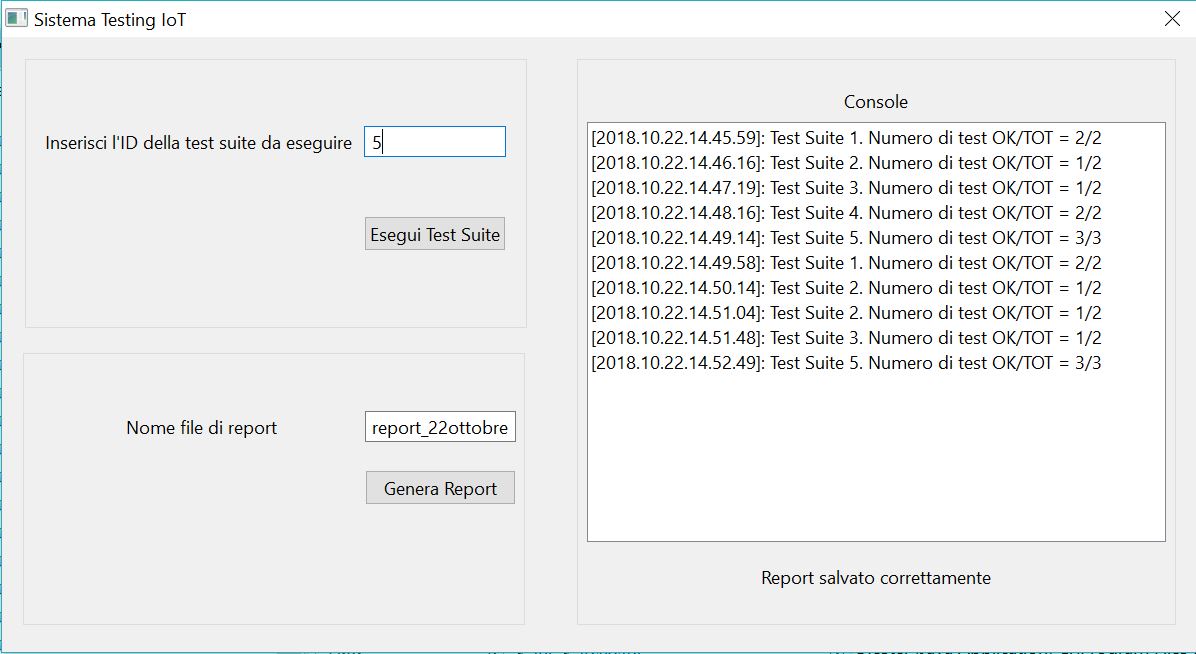 Sistema Testing IoT
Inserisci l'ID della test suite da eseguire
5
Esegui Test Suite
Nome file di report
report_22ottobre
Genera Report
Console
[2018.10.22.14.45.59]: Test Suite 1. Numero di test OK/TOT = 2/2
[2018.10.22.14.46.16]: Test Suite 2. Numero di test OK/TOT = 1/2
[2018.10.22.14.47.19]: Test Suite 3. Numero di test OK/TOT = 1/2
[2018.10.22.14.48.16]: Test Suite 4. Numero di test OK/TOT = 2/2
[2018.10.22.14.49.14]: Test Suite 5. Numero di test OK/TOT = 3/3
[2018.10.22.14.49.58]: Test Suite 1. Numero di test OK/TOT = 2/2
[2018.10.22.14.50.14]: Test Suite 2. Numero di test OK/TOT = 1/2
[2018.10.22.14.51.04]: Test Suite 2. Numero di test OK/TOT = 1/2
[2018.10.22.14.51.48]: Test Suite 3. Numero di test OK/TOT = 1/2
[2018.10.22.14.52.49]: Test Suite 5. Numero di test OK/TOT = 3/3
Report salvato correttamente